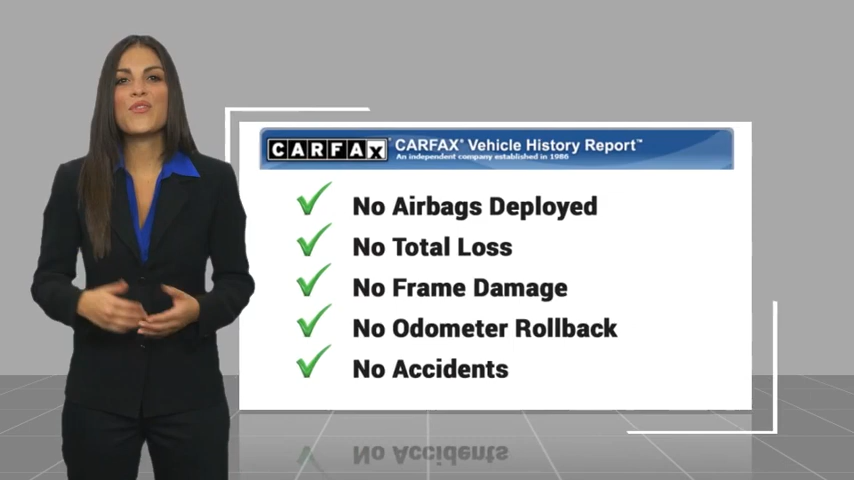 CARFAX CARFAX® Vehicle History Report™
An independent company established in 1986
No Airbags Deployed
No Total Loss
No Frame Damage
No Odometer Rollback
No Accidents
No Accidents